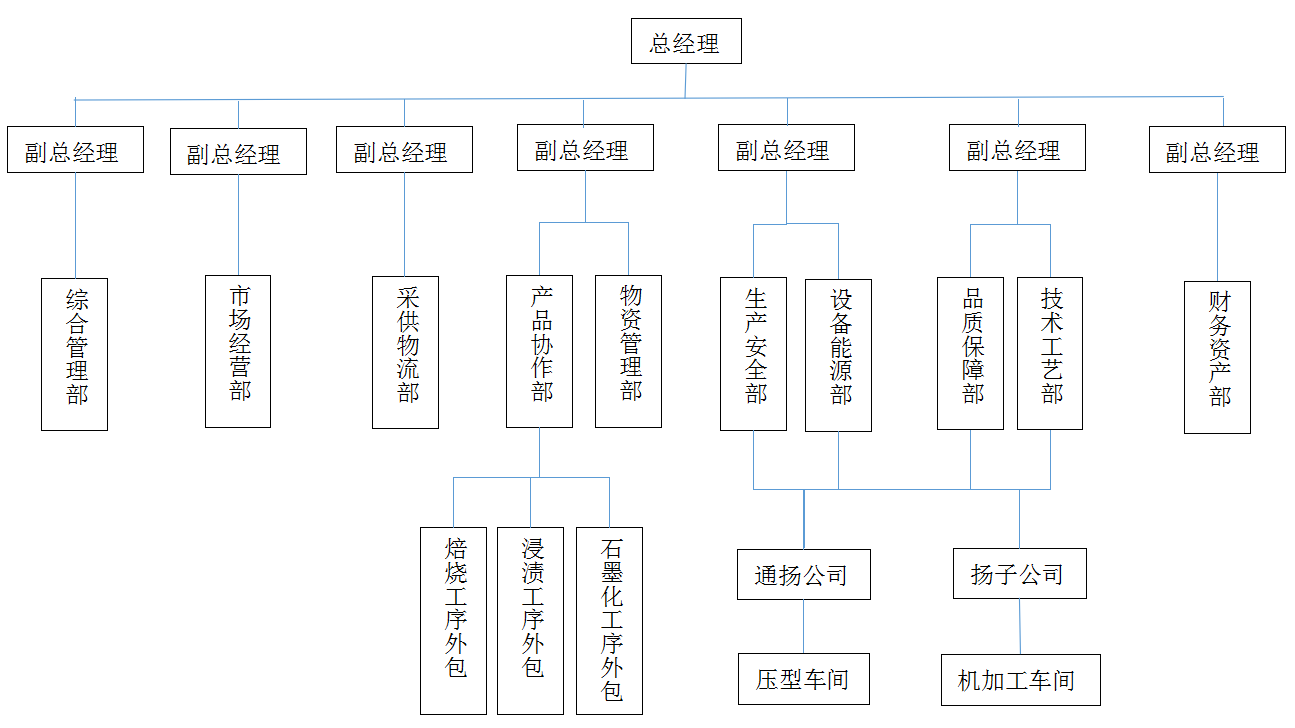 总经理
副总经理
副总经理
副总经理
副总经理
副总经理
副总经理
副总经理
综合管理部
市场经营部
采供物流部
产品协作部
物资管理部
生产安全部
设备能源部
品质保障部
技术工艺部
财务资产部
焙烧工序外包
浸渍工序外包
石墨化工序外包
通扬公司
扬子公司
压型车间
机加工车间